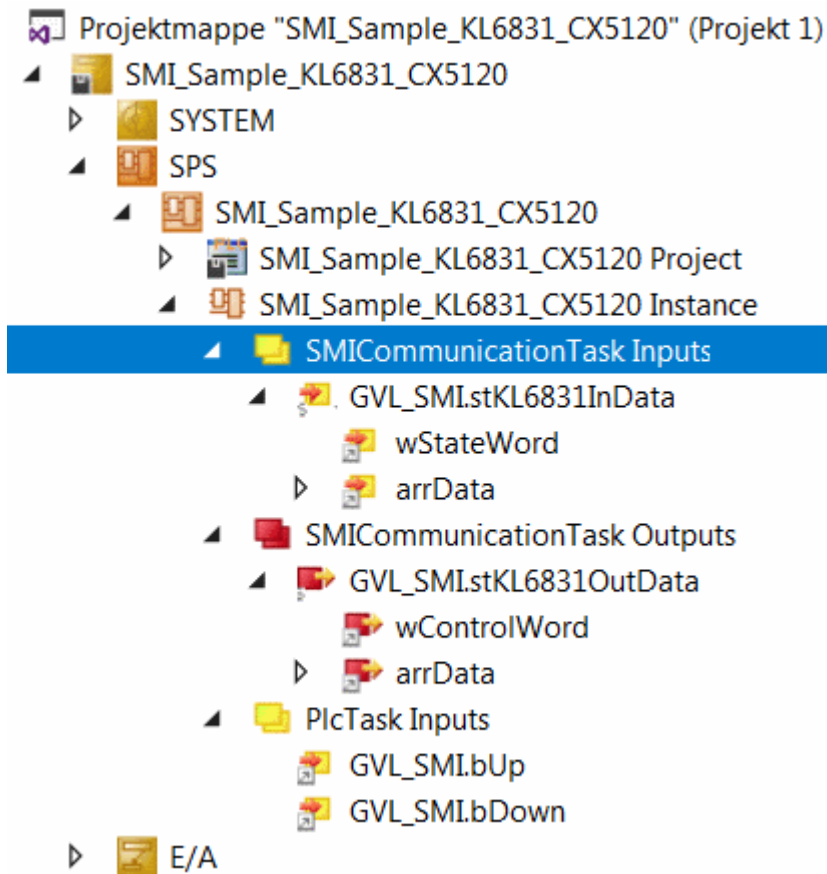 Projektmappe "SMI_Sample_KL6831_CX5120" (Projekt 1)
SMI_Sample_KL6831_CX5120
SYSTEM
SPS
SMI_Sample_KL6831_CX5120
SMI_Sample_KL6831_CX5120 Project
SMI_Sample_KL6831_CX5120 Instance
SMICommunicationTask Inputs
GVL_SMI.stKL6831InData
wStateWord
arrData
SMICommunicationTask Outputs
GVL_SMI.stKL6831OutData
wControlWord
arrData
PlcTask Inputs
GVL_SMI.bUp
GVL_SMI.bDown
E/A